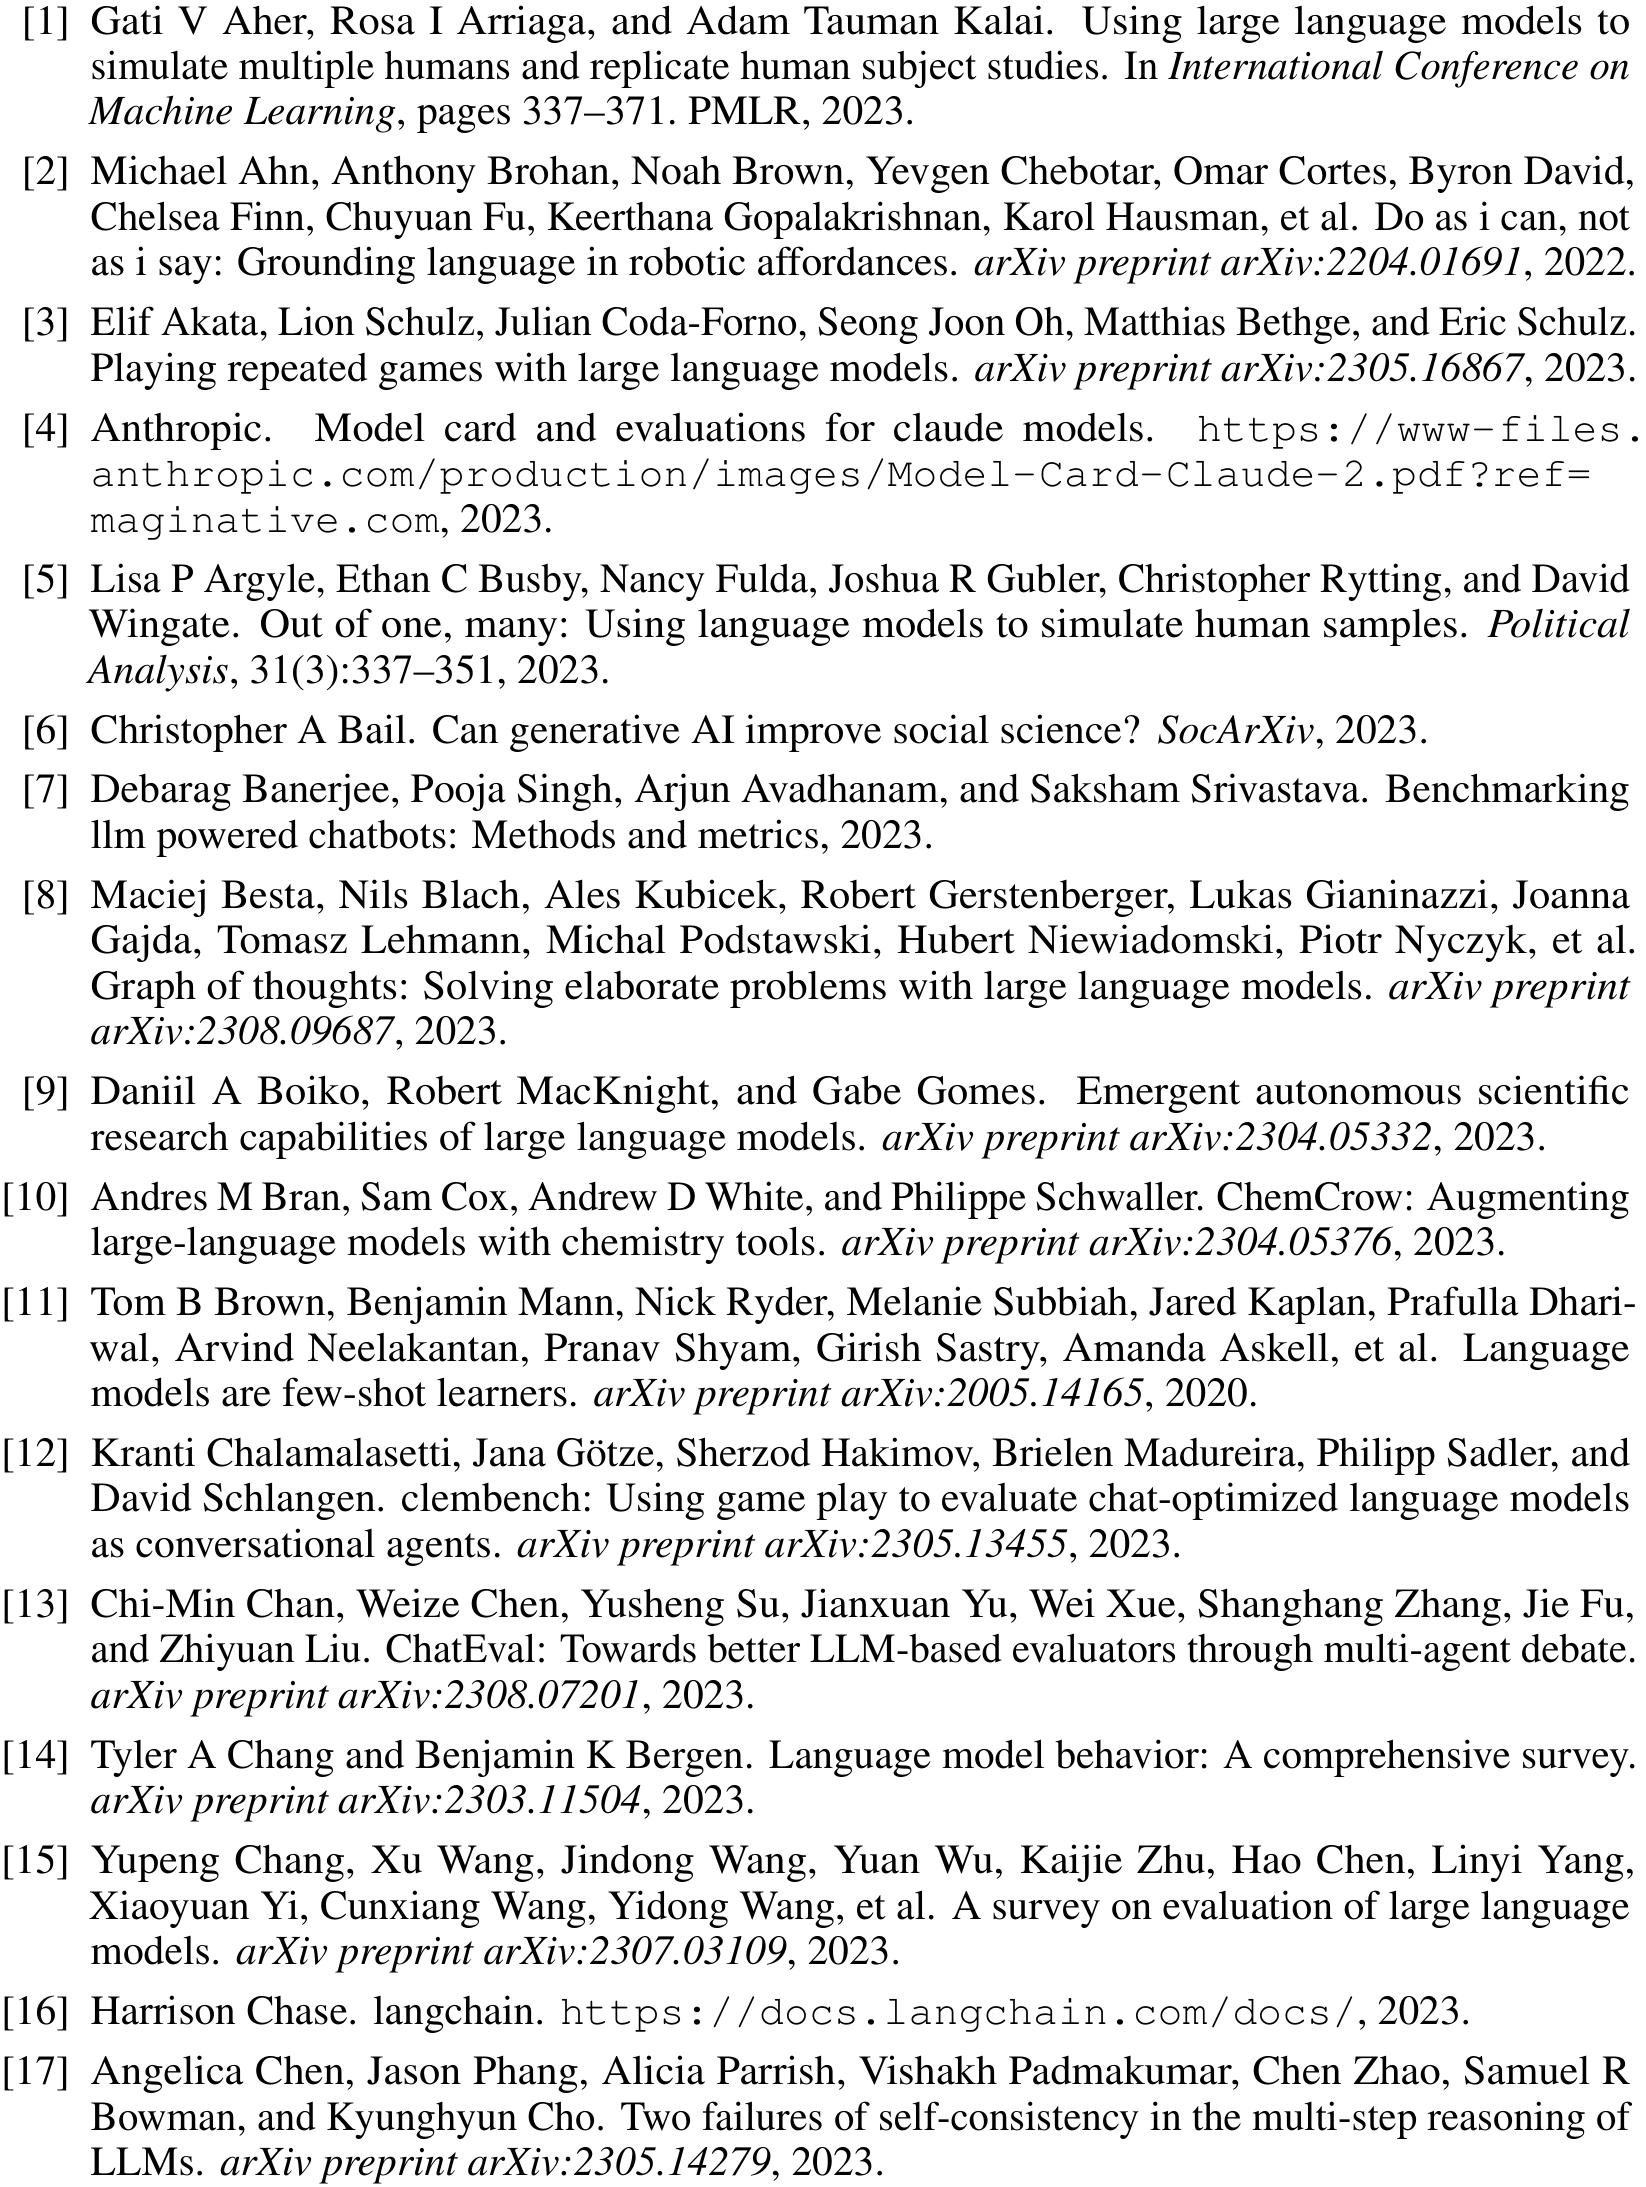 [1] Gati V Aher, Rosa I Arriaga, and Adam Tauman Kalai. Using large language models to
simulate multiple humans and replicate human subject studies. In International Conference on
Machine Learning, pages 337–371. PMLR, 2023.
[2] Michael Ahn, Anthony Brohan, Noah Brown, Yevgen Chebotar, Omar Cortes, Byron David,
Chelsea Finn, Chuyuan Fu, Keerthana Gopalakrishnan, Karol Hausman, et al. Do as i can, not
as i say: Grounding language in robotic affordances. arXiv preprint arXiv:2204.01691, 2022.
[3] Elif Akata, Lion Schulz, Julian Coda-Forno, Seong Joon Oh, Matthias Bethge, and Eric Schulz.
Playing repeated games with large language models. arXiv preprint arXiv:2305.16867, 2023.
[4] Anthropic. Model card and evaluations for claude models. https://www-files.
anthropic.com/production/images/Model-Card-Claude-2.pdf?ref=
maginative.com, 2023.
[5] Lisa P Argyle, Ethan C Busby, Nancy Fulda, Joshua R Gubler, Christopher Rytting, and David
Wingate. Out of one, many: Using language models to simulate human samples. Political
Analysis, 31(3):337–351, 2023.
[6] Christopher A Bail. Can generative AI improve social science? SocArXiv, 2023.
[7] Debarag Banerjee, Pooja Singh, Arjun Avadhanam, and Saksham Srivastava. Benchmarking
llm powered chatbots: Methods and metrics, 2023.
[8] Maciej Besta, Nils Blach, Ales Kubicek, Robert Gerstenberger, Lukas Gianinazzi, Joanna
Gajda, Tomasz Lehmann, Michal Podstawski, Hubert Niewiadomski, Piotr Nyczyk, et al.
Graph of thoughts: Solving elaborate problems with large language models. arXiv preprint
arXiv:2308.09687, 2023.
[9] Daniil A Boiko, Robert MacKnight, and Gabe Gomes. Emergent autonomous scientific
research capabilities of large language models. arXiv preprint arXiv:2304.05332, 2023.
[10] Andres M Bran, Sam Cox, Andrew D White, and Philippe Schwaller. ChemCrow: Augmenting
large-language models with chemistry tools. arXiv preprint arXiv:2304.05376, 2023.
[11] Tom B Brown, Benjamin Mann, Nick Ryder, Melanie Subbiah, Jared Kaplan, Prafulla Dhari-
wal, Arvind Neelakantan, Pranav Shyam, Girish Sastry, Amanda Askell, et al. Language
models are few-shot learners. arXiv preprint arXiv:2005.14165, 2020.
[12] Kranti Chalamalasetti, Jana Götze, Sherzod Hakimov, Brielen Madureira, Philipp Sadler, and
David Schlangen. clembench: Using game play to evaluate chat-optimized language models
as conversational agents. arXiv preprint arXiv:2305.13455, 2023.
[13] Chi-Min Chan, Weize Chen, Yusheng Su, Jianxuan Yu, Wei Xue, Shanghang Zhang, Jie Fu,
and Zhiyuan Liu. ChatEval: Towards better LLM-based evaluators through multi-agent debate.
arXiv preprint arXiv:2308.07201, 2023.
[14] Tyler A Chang and Benjamin K Bergen. Language model behavior: A comprehensive survey.
arXiv preprint arXiv:2303.11504, 2023.
[15] Yupeng Chang, Xu Wang, Jindong Wang, Yuan Wu, Kaijie Zhu, Hao Chen, Linyi Yang,
Xiaoyuan Yi, Cunxiang Wang, Yidong Wang, et al. A survey on evaluation of large language
models. arXiv preprint arXiv:2307.03109, 2023.
[16] Harrison Chase. langchain. https://docs.langchain.com/docs/, 2023.
[17] Angelica Chen, Jason Phang, Alicia Parrish, Vishakh Padmakumar, Chen Zhao, Samuel R
Bowman, and Kyunghyun Cho. Two failures of self-consistency in the multi-step reasoning of
LLMs. arXiv preprint arXiv:2305.14279, 2023.